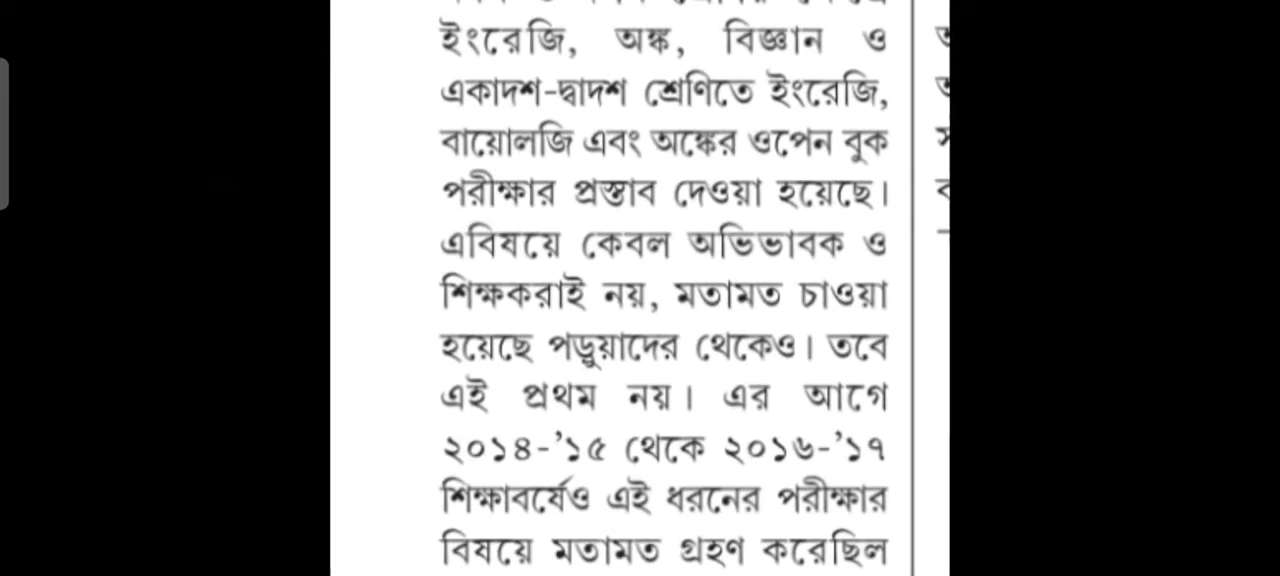 ইংরেজি, অঙ্ক, বিজ্ঞান ও
একাদশ-দ্বাদশ শ্রেণিতে ইংরেজি,
বায়োলজি এবং অঙ্কের ওপেন বুক
পরীক্ষার প্রস্তাব দেওয়া হয়েছে।
এবিষয়ে কেবল অভিভাবক ও
শিক্ষকরাই নয়, মতামত চাওয়া
হয়েছে পড়ুয়াদের থেকেও। তবে
এই প্রথম নয়। এর আগে
২০১৪-'১৫ থেকে ২০১৬-'১৭
শিক্ষাবর্ষেও এই ধরনের পরীক্ষার
বিষয়ে মতামত গ্রহণ করেছিল